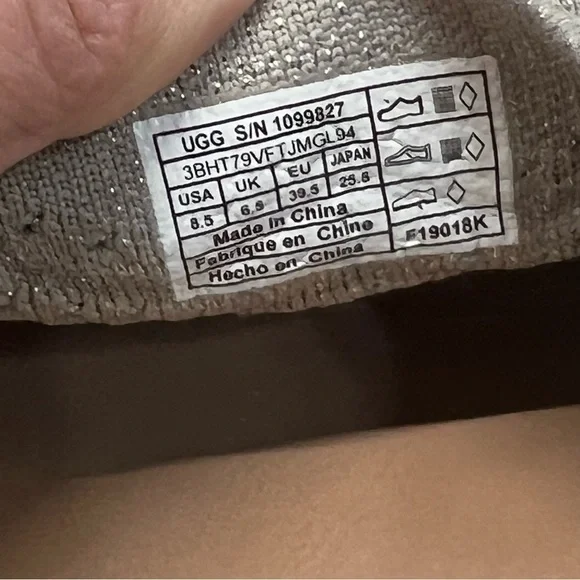 UGG S/N 1099827
3BHT79VFTJMGL94
USA UK EU JAPAN
8.5 6.5 39.5 25.5
Made in China
Fabriqué en Chine
Hecho en China
F19018K